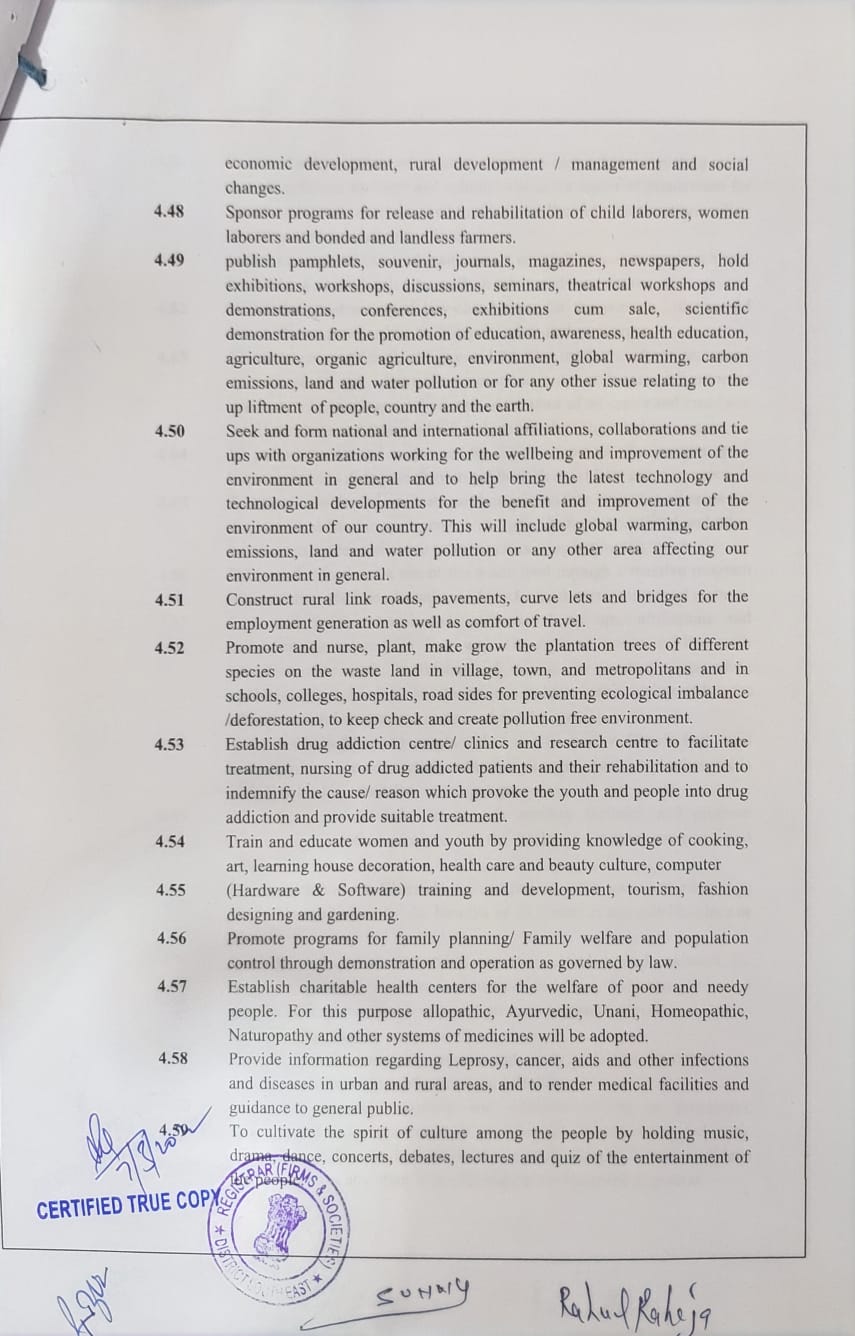 economic development, rural development / management and social
changes.
4.48 Sponsor programs for release and rehabilitation of child laborers, women
laborers and bonded and landless farmers.
4.49 publish pamphlets, souvenir, journals, magazines, newspapers, hold
exhibitions, workshops, discussions, seminars, theatrical workshops and
demonstrations, conferences, exhibitions cum sale, scientific
demonstration for the promotion of education, awareness, health education,
agriculture, organic agriculture, environment, global warming, carbon
emissions, land and water pollution or for any other issue relating to the
up liftment of people, country and the earth.
4.50 Seek and form national and international affiliations, collaborations and tie
ups with organizations working for the wellbeing and improvement of the
environment in general and to help bring the latest technology and
technological developments for the benefit and improvement of the
environment of our country. This will include global warming, carbon
emissions, land and water pollution or any other area affecting our
environment in general.
4.51 Construct rural link roads, pavements, curve lets and bridges for the
employment generation as well as comfort of travel.
4.52 Promote and nurse, plant, make grow the plantation trees of different
species on the waste land in village, town, and metropolitans and in
schools, colleges, hospitals, road sides for preventing ecological imbalance
/deforestation, to keep check and create pollution free environment.
4.53 Establish drug addiction centre/ clinics and research centre to facilitate
treatment, nursing of drug addicted patients and their rehabilitation and to
indemnify the cause/ reason which provoke the youth and people into drug
addiction and provide suitable treatment.
4.54 Train and educate women and youth by providing knowledge of cooking,
art, learning house decoration, health care and beauty culture, computer
4.55 (Hardware & Software) training and development, tourism, fashion
designing and gardening.
4.56 Promote programs for family planning/ Family welfare and population
control through demonstration and operation as governed by law.
4.57 Establish charitable health centers for the welfare of poor and needy
people. For this purpose allopathic, Ayurvedic, Unani, Homeopathic,
Naturopathy and other systems of medicines will be adopted.
4.58 Provide information regarding Leprosy, cancer, aids and other infections
and diseases in urban and rural areas, and to render medical facilities and
guidance to general public.
4.59 To cultivate the spirit of culture among the people by holding music,
drama, dance, concerts, debates, lectures and quiz of the entertainment of
the people.
CERTIFIED TRUE COPY
REGISTRAR (FIRMS & SOCIETIES)
DISTRICT SOUTH EAST
SUNNY
Rahul Raheja